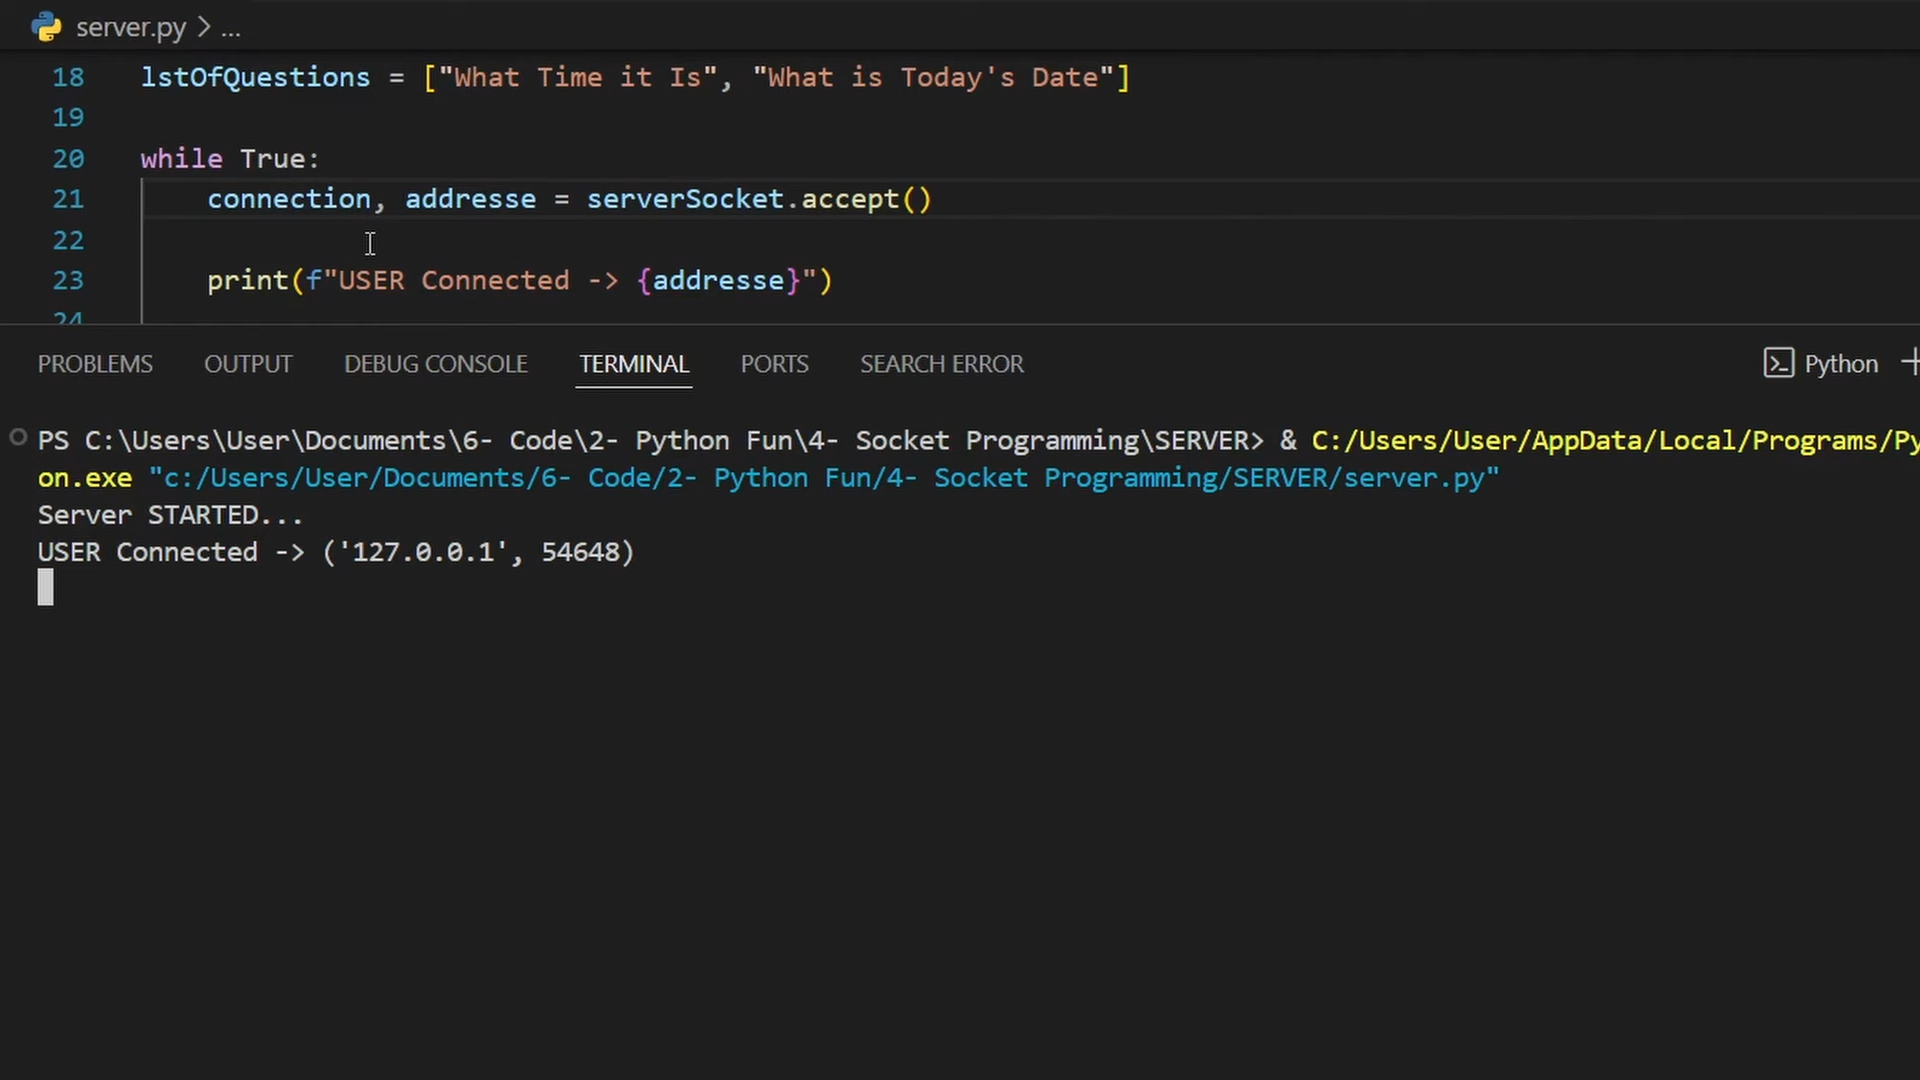 server.py > ...
18 lstOfQuestions = ["What Time it Is", "What is Today's Date"]
19
20 while True:
21 connection, addresse = serverSocket.accept()
22
23 print(f"USER Connected -> {addresse}")
24
PROBLEMS OUTPUT DEBUG CONSOLE TERMINAL PORTS SEARCH ERROR Python
PS C:\Users\User\Documents\6- Code\2- Python Fun\4- Socket Programming\SERVER> & C:/Users/User/AppData/Local/Programs/Py
on.exe "c:/Users/User/Documents/6- Code/2- Python Fun/4- Socket Programming/SERVER/server.py"
Server STARTED...
USER Connected -> ('127.0.0.1', 54648)